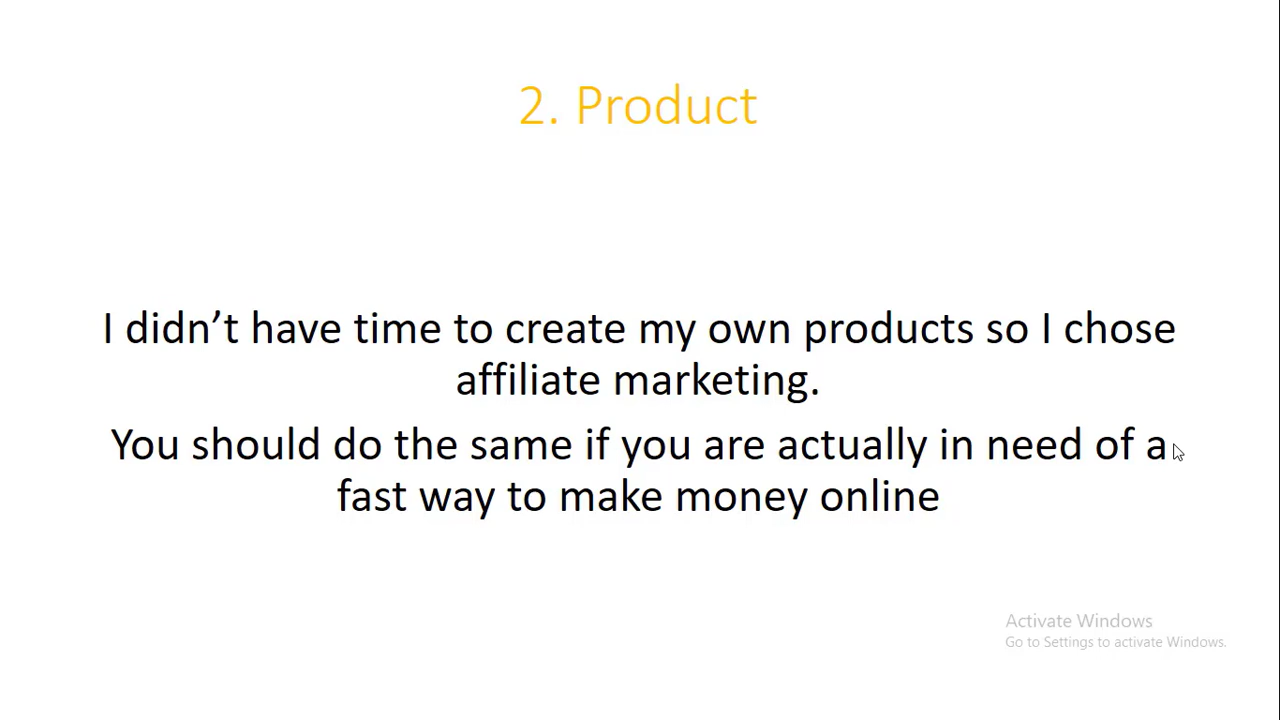 2. Product
I didn’t have time to create my own products so I chose
affiliate marketing.
You should do the same if you are actually in need of a
fast way to make money online
Activate Windows
Go to Settings to activate Windows.